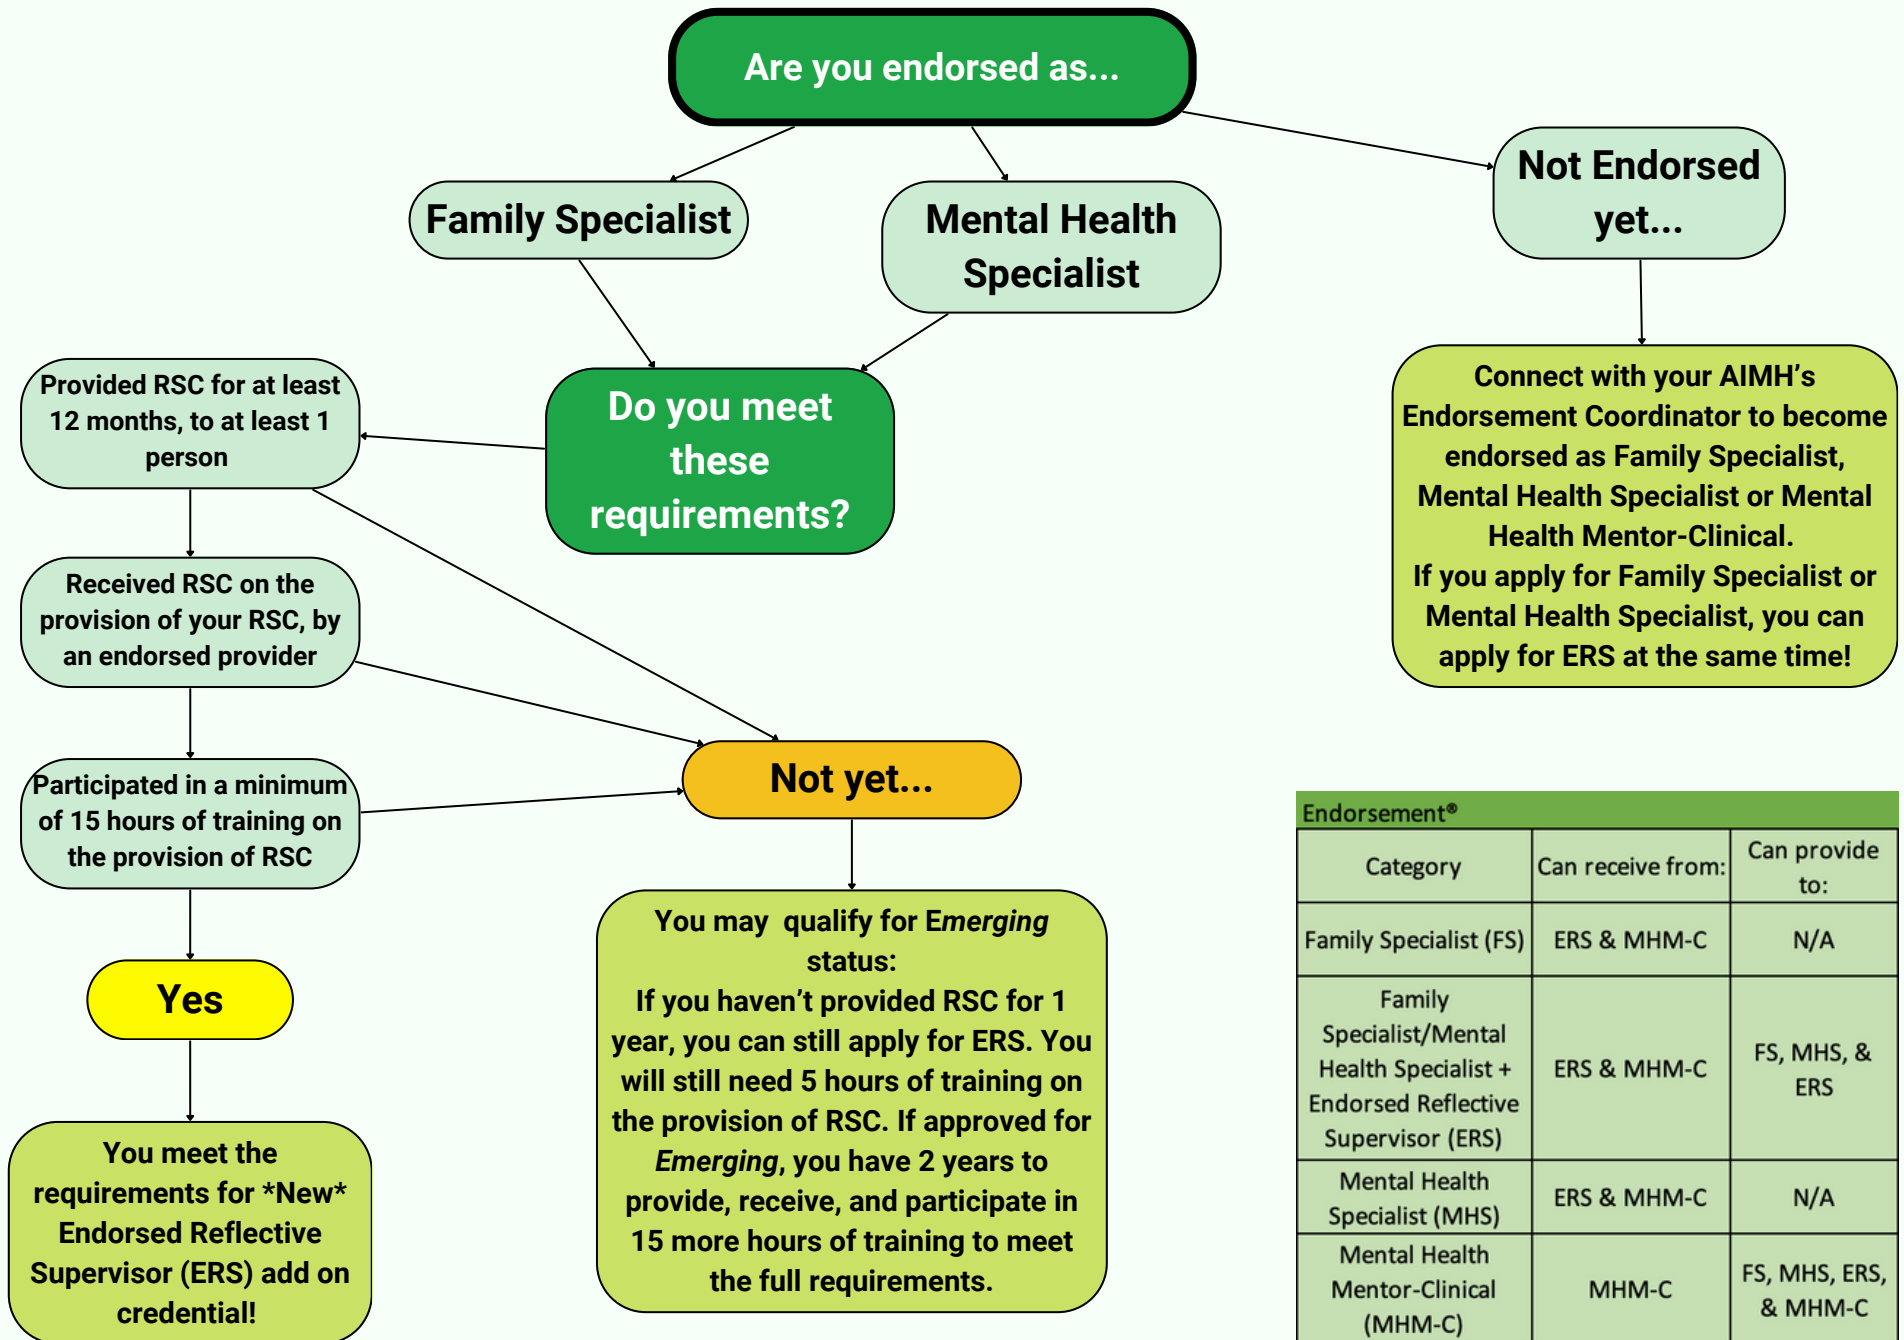 Are you endorsed as...
Family Specialist
Mental Health
Specialist
Not Endorsed
yet...
Do you meet
these
requirements?
Provided RSC for at least
12 months, to at least 1
person
Received RSC on the
provision of your RSC, by
an endorsed provider
Participated in a minimum
of 15 hours of training on
the provision of RSC
Yes
You meet the
requirements for *New*
Endorsed Reflective
Supervisor (ERS) add on
credential!
Not yet...
You may qualify for Emerging
status:
If you haven't provided RSC for 1
year, you can still apply for ERS. You
will still need 5 hours of training on
the provision of RSC. If approved for
Emerging, you have 2 years to
provide, receive, and participate in
15 more hours of training to meet
the full requirements.
Connect with your AIMH's
Endorsement Coordinator to become
endorsed as Family Specialist,
Mental Health Specialist or Mental
Health Mentor-Clinical.
If you apply for Family Specialist or
Mental Health Specialist, you can
apply for ERS at the same time!
Endorsement®
Category
Can receive from:
Can provide
to:
Family Specialist (FS)
ERS & MHM-C
N/A
Family
Specialist/Mental
Health Specialist +
Endorsed Reflective
Supervisor (ERS)
ERS & MHM-C
FS, MHS, &
ERS
Mental Health
Specialist (MHS)
ERS & MHM-C
N/A
Mental Health
Mentor-Clinical
(MHM-C)
MHM-C
FS, MHS, ERS,
& MHM-C